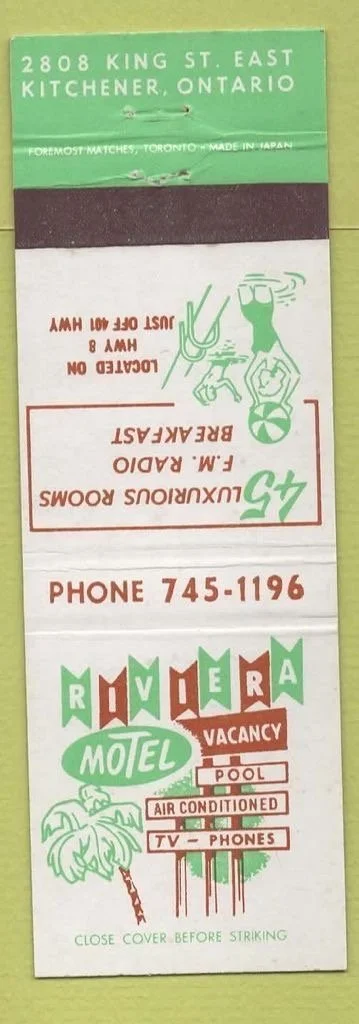 2808 KING ST. EAST
KITCHENER, ONTARIO
FOREMOST MATCHES, TORONTO • MADE IN JAPAN
LOCATED ON
HWY 8
JUST OFF 401 HWY
45 LUXURIOUS ROOMS
F.M. RADIO
BREAKFAST
PHONE 745-1196
RIVIERA
MOTEL
VACANCY
POOL
AIR CONDITIONED
TV - PHONES
CLOSE COVER BEFORE STRIKING